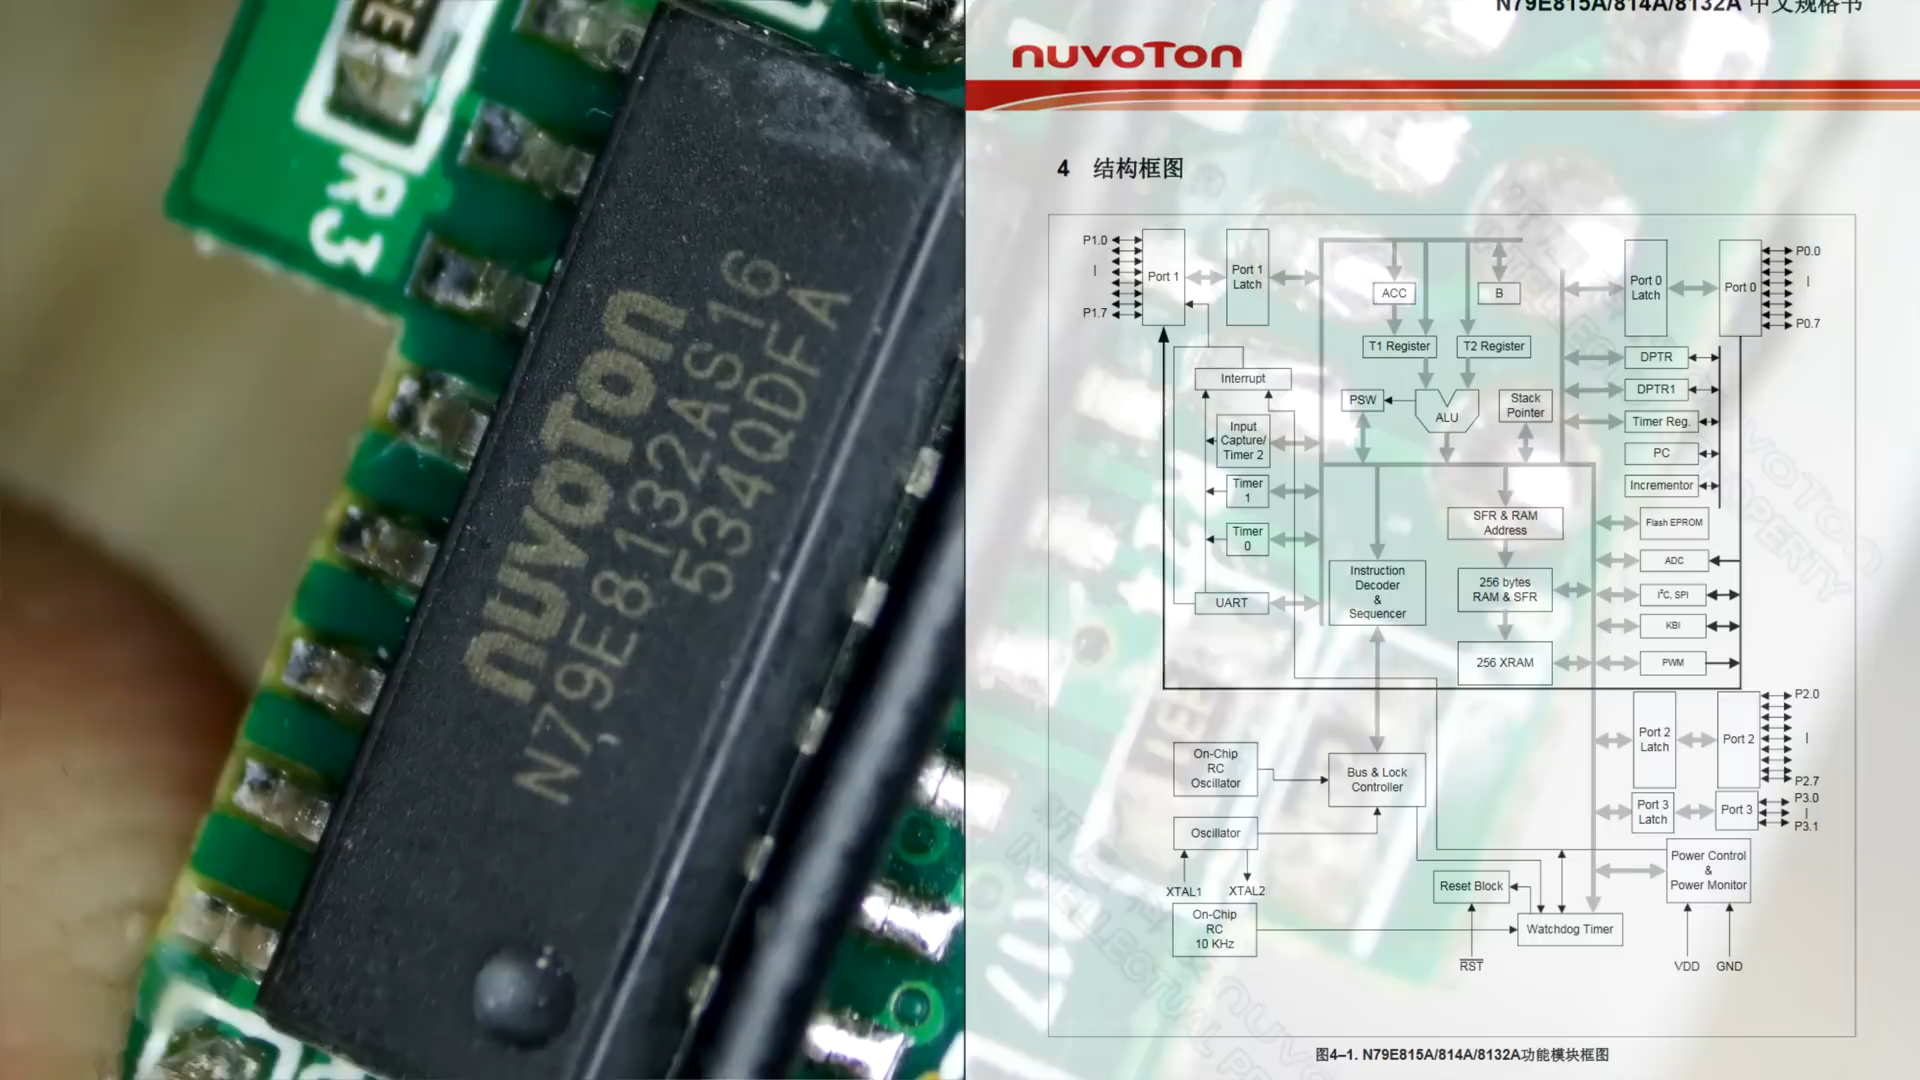 R3
nuvoTon
N79E8132AS16
534QDFA
N79E815A/814A/8132A 中文规格书
nuvoTon
4 结构框图
P1.0
P1.7
Port 1
Port 1
Latch
ACC
B
Port 0
Latch
Port 0
P0.0
P0.7
T1 Register
T2 Register
DPTR
Interrupt
DPTR1
PSW
ALU
Stack
Pointer
Timer Reg.
Input
Capture/
Timer 2
PC
Timer
1
Incrementor
SFR & RAM
Address
Flash EPROM
Timer
0
ADC
Instruction
Decoder
&
Sequencer
256 bytes
RAM & SFR
I²C, SPI
UART
KBI
256 XRAM
PWM
P2.0
Port 2
Latch
Port 2
P2.7
On-Chip
RC
Oscillator
Bus & Lock
Controller
Port 3
Latch
Port 3
P3.0
P3.1
Oscillator
XTAL1
XTAL2
Power Control
&
Power Monitor
Reset Block
On-Chip
RC
10 KHz
Watchdog Timer
RST
VDD
GND
图4–1. N79E815A/814A/8132A功能模块框图